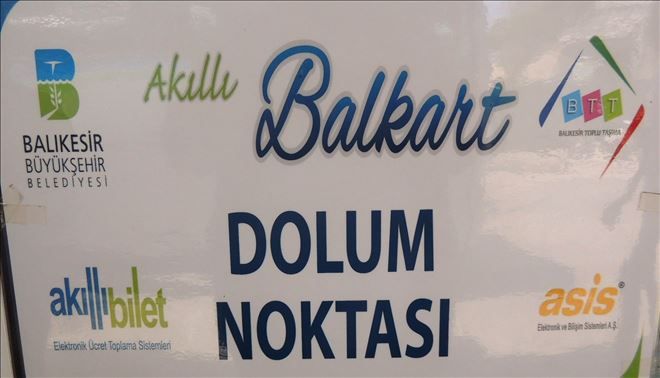 BALIKESİR
BÜYÜKŞEHİR
BELEDİYESİ
Akıllı
Balkart
BTT
BALIKESİR TOPLU TAŞIMA
DOLUM
NOKTASI
akıllıbilet
Elektronik Ücret Toplama Sistemleri
asis
Elektronik ve Bilişim Sistemleri A.Ş.